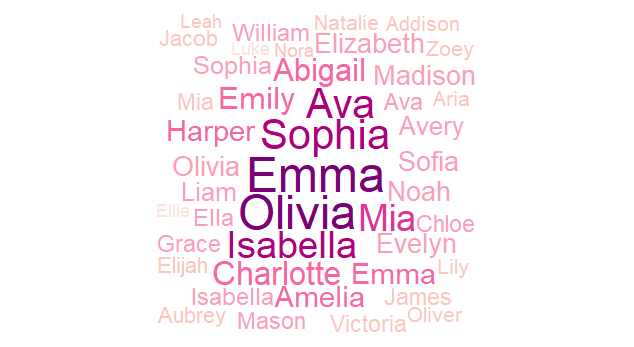 Leah William Natalie Addison
Jacob Luke Nora Elizabeth Zoey
Sophia Abigail Madison
Mia Emily Ava Ava Aria
Harper Sophia Avery
Olivia Emma Sofia
Liam Noah
Ellie Ella Olivia Mia Chloe
Grace Isabella Evelyn
Elijah Charlotte Emma Lily
Isabella Amelia James
Aubrey Mason Victoria Oliver